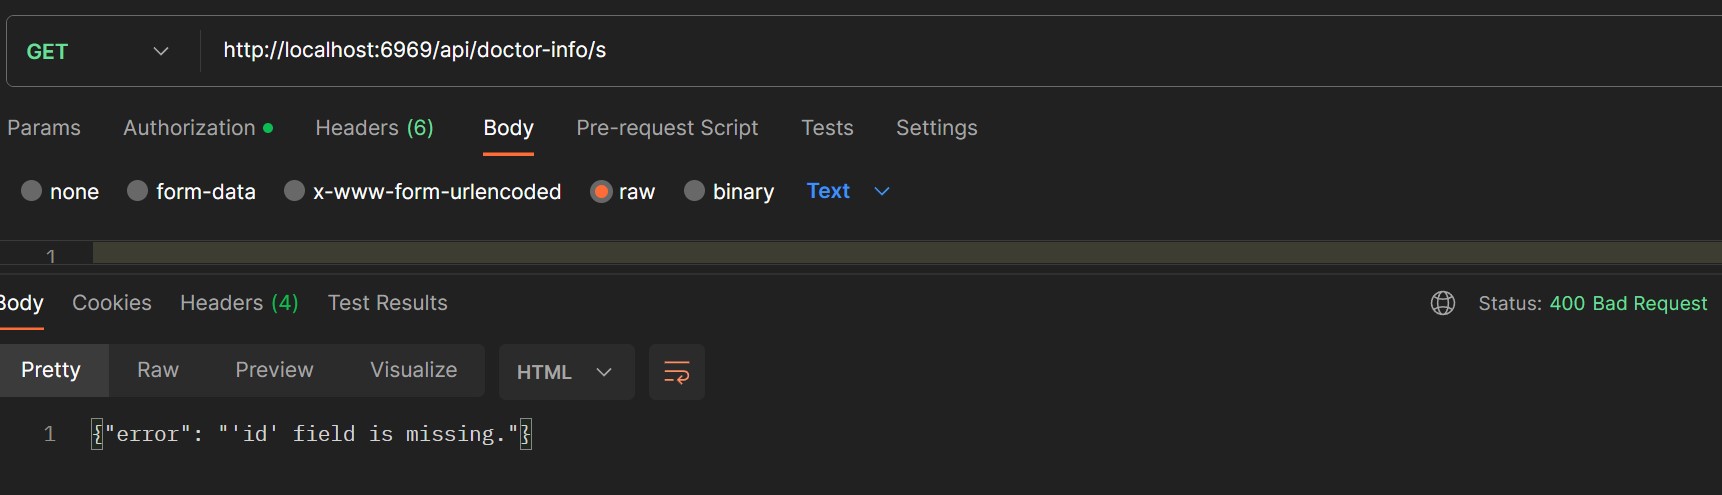 GET http://localhost:6969/api/doctor-info/s
Params Authorization Headers (6) Body Pre-request Script Tests Settings
none form-data x-www-form-urlencoded raw binary Text
1
Body Cookies Headers (4) Test Results Status: 400 Bad Request
Pretty Raw Preview Visualize HTML
1 {"error": "'id' field is missing."}